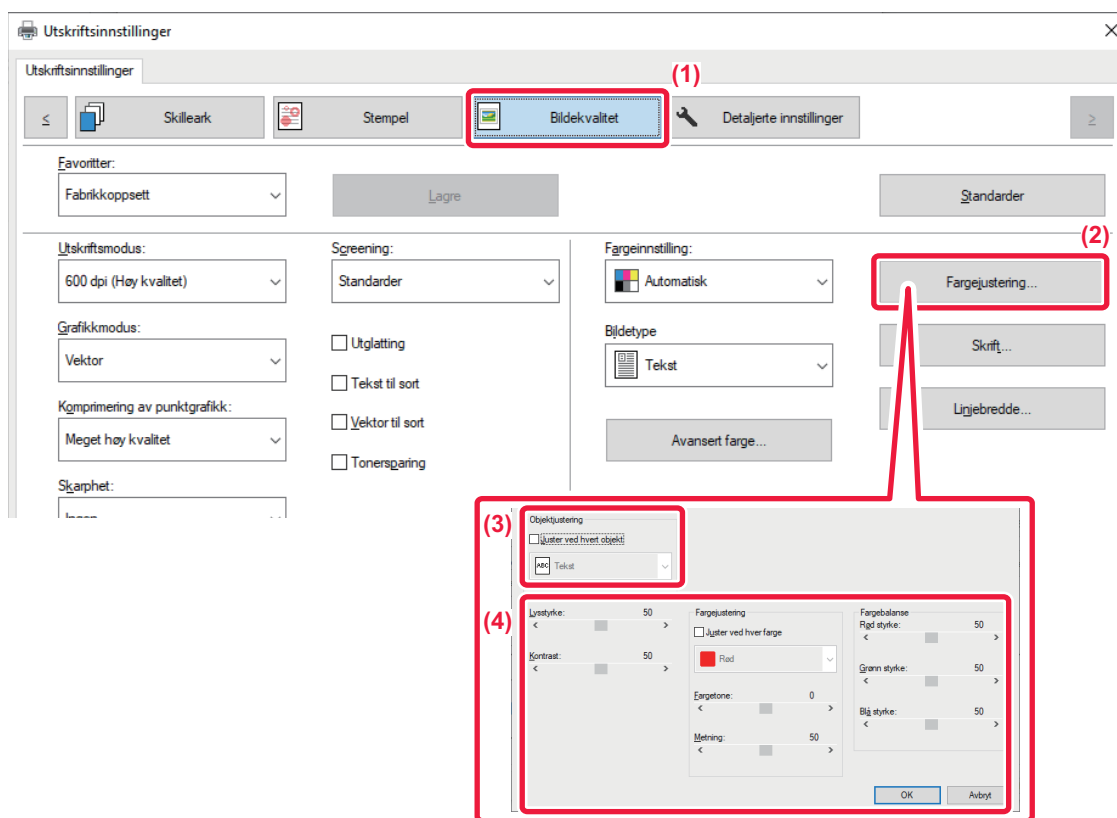 Utskriftsinnstillinger
Utskriftsinnstillinger
(1)
<
Skilleark
Stempel
Bildekvalitet
Detaljerte innstillinger
>
Favoritter:
Fabrikkoppsett
Lagre
Standarder
(2)
Utskriftsmodus:
600 dpi (Høy kvalitet)
Screening:
Standarder
Fargeinnstilling:
Automatisk
Fargejustering...
Grafikkmodus:
Vektor
Utglatting
Tekst til sort
Vektor til sort
Tonersparing
Bildetype
Tekst
Skrift...
Komprimering av punktgrafikk:
Meget høy kvalitet
Avansert farge...
Linjebredde...
Skarphet:
(3)
Objektjustering
Juster ved hvert objekt
ABC Tekst
(4)
Lysstyrke: 50
Kontrast: 50
Fargejustering
Juster ved hver farge
Rød
Fargetone: 0
Metning: 50
Fargebalanse
Rød styrke: 50
Grønn styrke: 50
Blå styrke: 50
OK
Avbryt